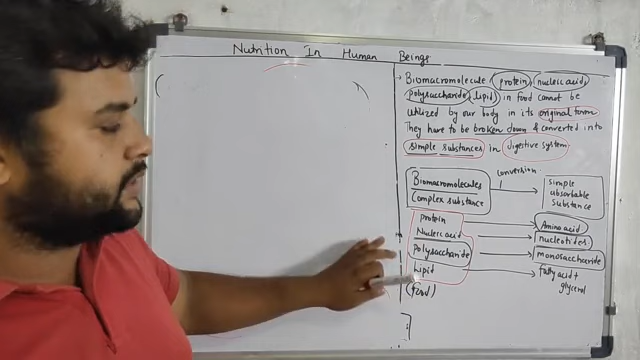 Nutrition In Human Beings
→ Biomacromolecule protein, nucleic acid,
polysaccharide, lipid in food cannot be
utilized by our body in its original form
They have to be broken down & converted into
simple substances in digestive system.
Biomacromolecules
Complex substance
conversion
simple
absorbable
substance
protein → Amino acid
Nucleic acid → nucleotides
Polysaccharide → monosaccharide
Lipid → fatty acid +
glycerol
(food)